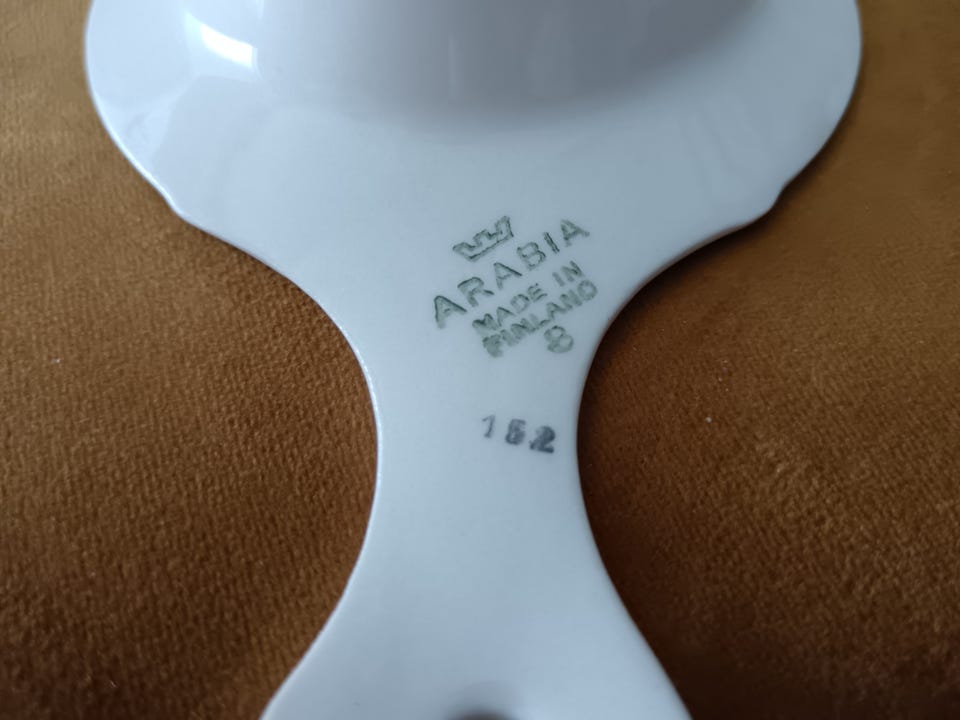 ARABIA
MADE IN
FINLAND
8
152